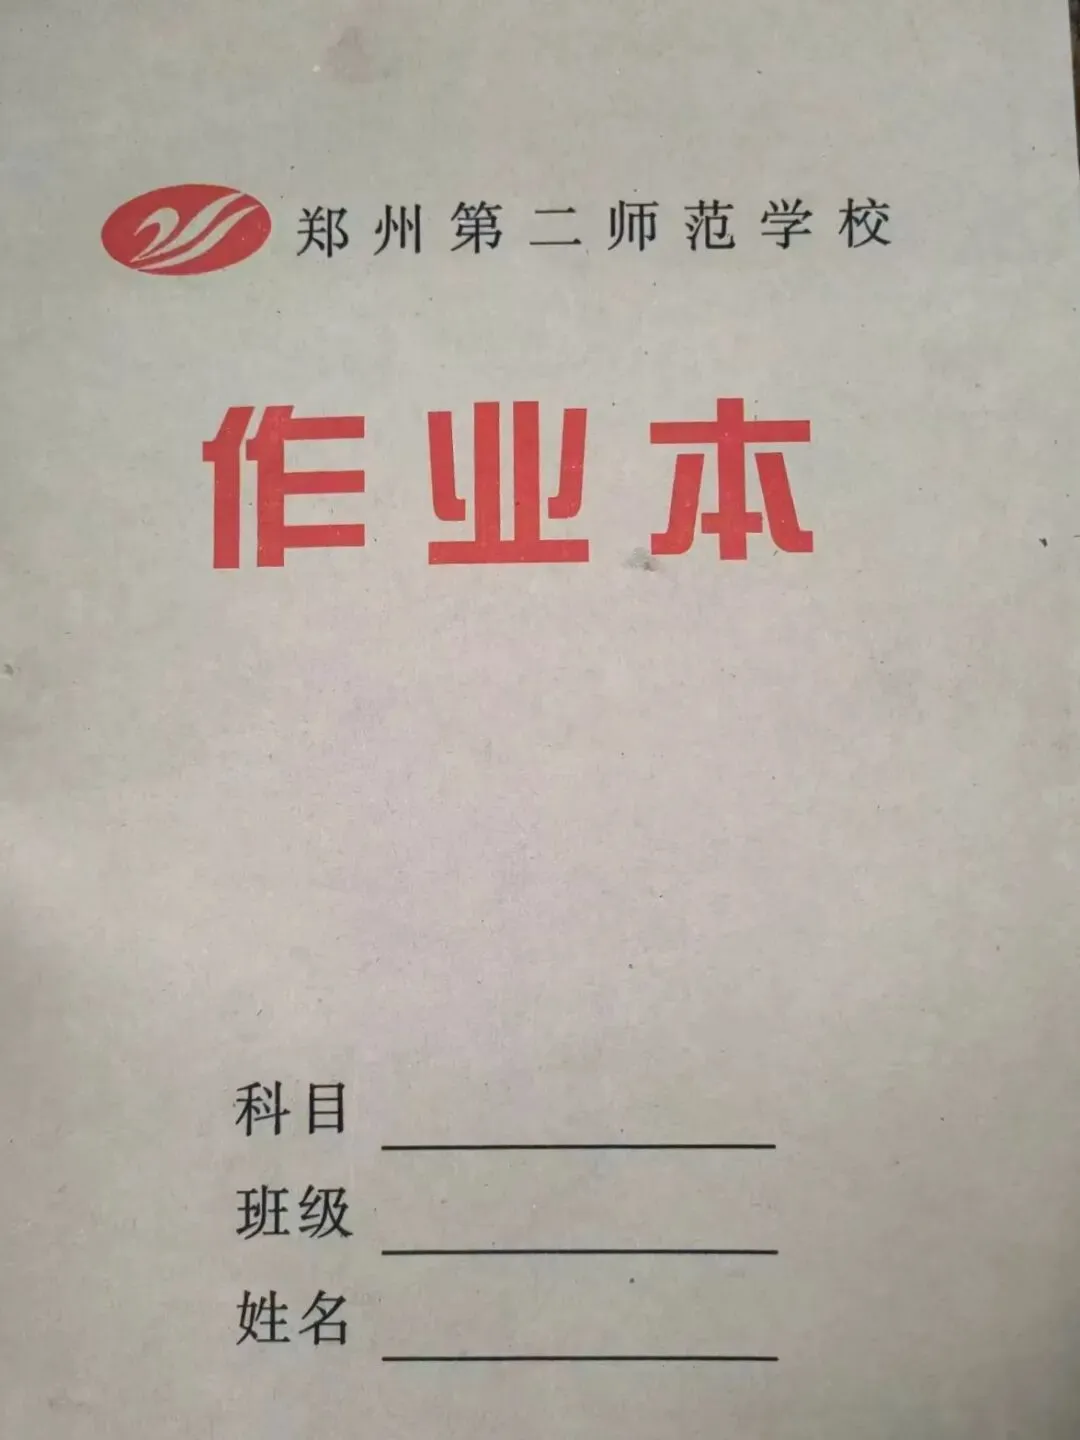 郑州第二师范学校
作业本
科目
班级
姓名